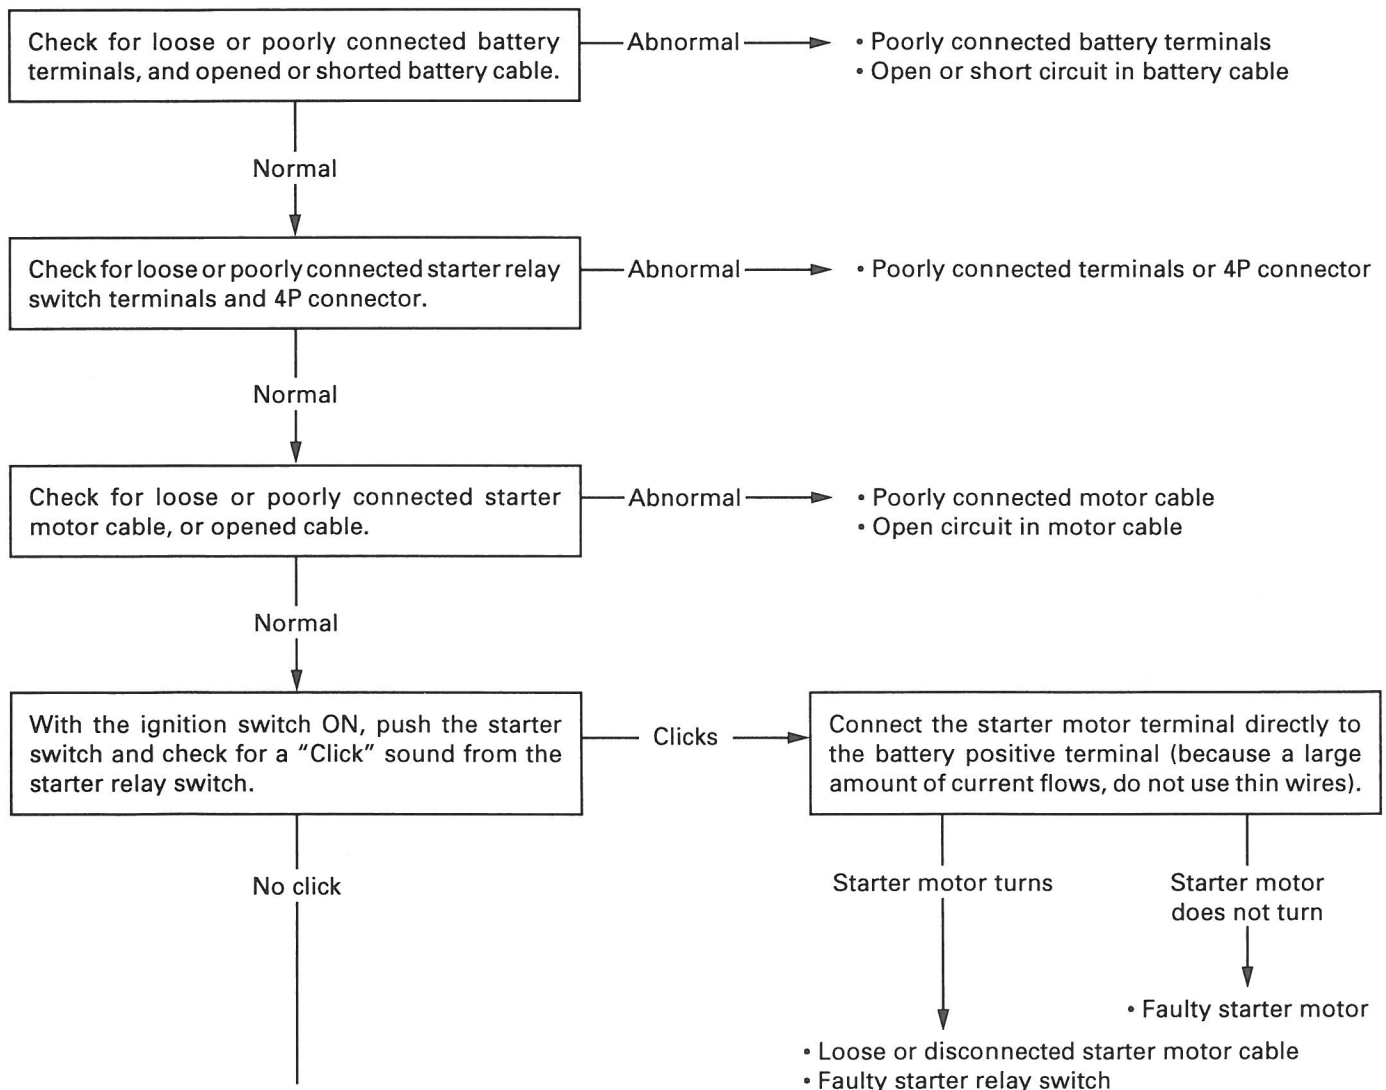 Check for loose or poorly connected battery
terminals, and opened or shorted battery cable.
Abnormal
• Poorly connected battery terminals
• Open or short circuit in battery cable
Normal
Check for loose or poorly connected starter relay
switch terminals and 4P connector.
Abnormal
• Poorly connected terminals or 4P connector
Normal
Check for loose or poorly connected starter
motor cable, or opened cable.
Abnormal
• Poorly connected motor cable
• Open circuit in motor cable
Normal
With the ignition switch ON, push the starter
switch and check for a “Click” sound from the
starter relay switch.
Clicks
Connect the starter motor terminal directly to
the battery positive terminal (because a large
amount of current flows, do not use thin wires).
No click
Starter motor turns
Starter motor
does not turn
• Faulty starter motor
• Loose or disconnected starter motor cable
• Faulty starter relay switch